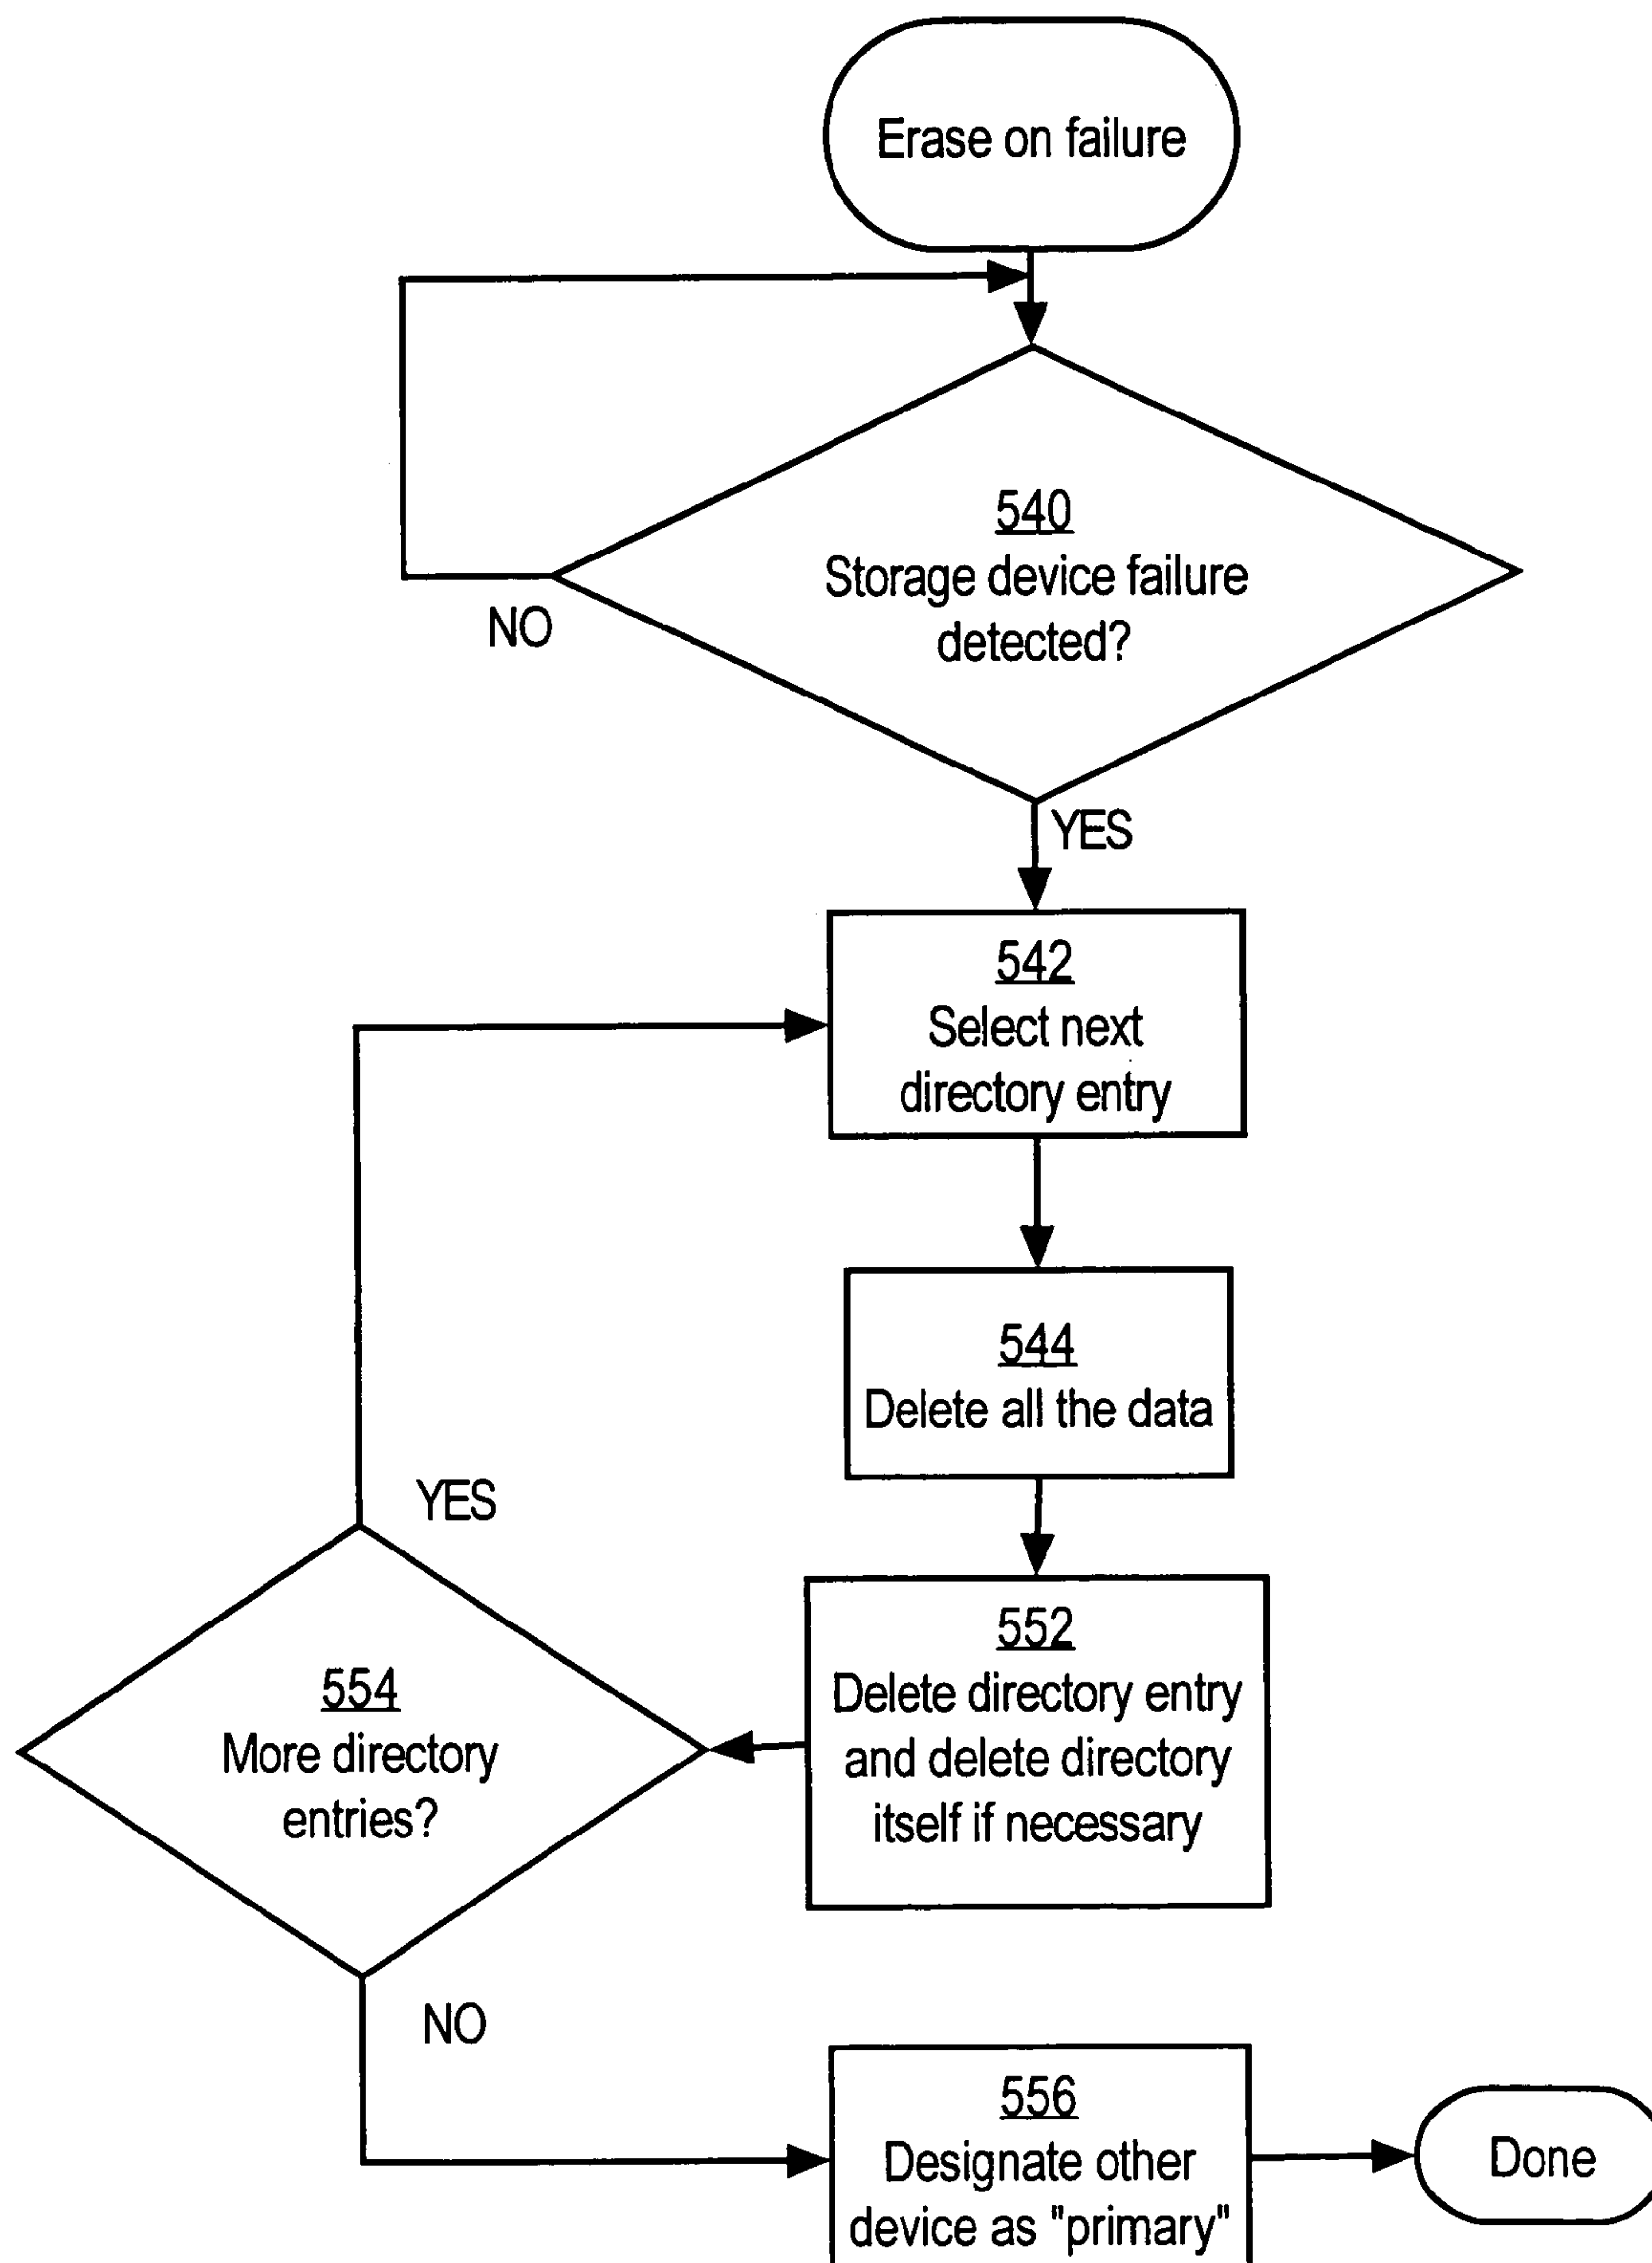 Erase on failure
540
Storage device failure
detected?
NO
YES
542
Select next
directory entry
544
Delete all the data
YES
552
Delete directory entry
and delete directory
itself if necessary
554
More directory
entries?
NO
556
Designate other
device as "primary"
Done